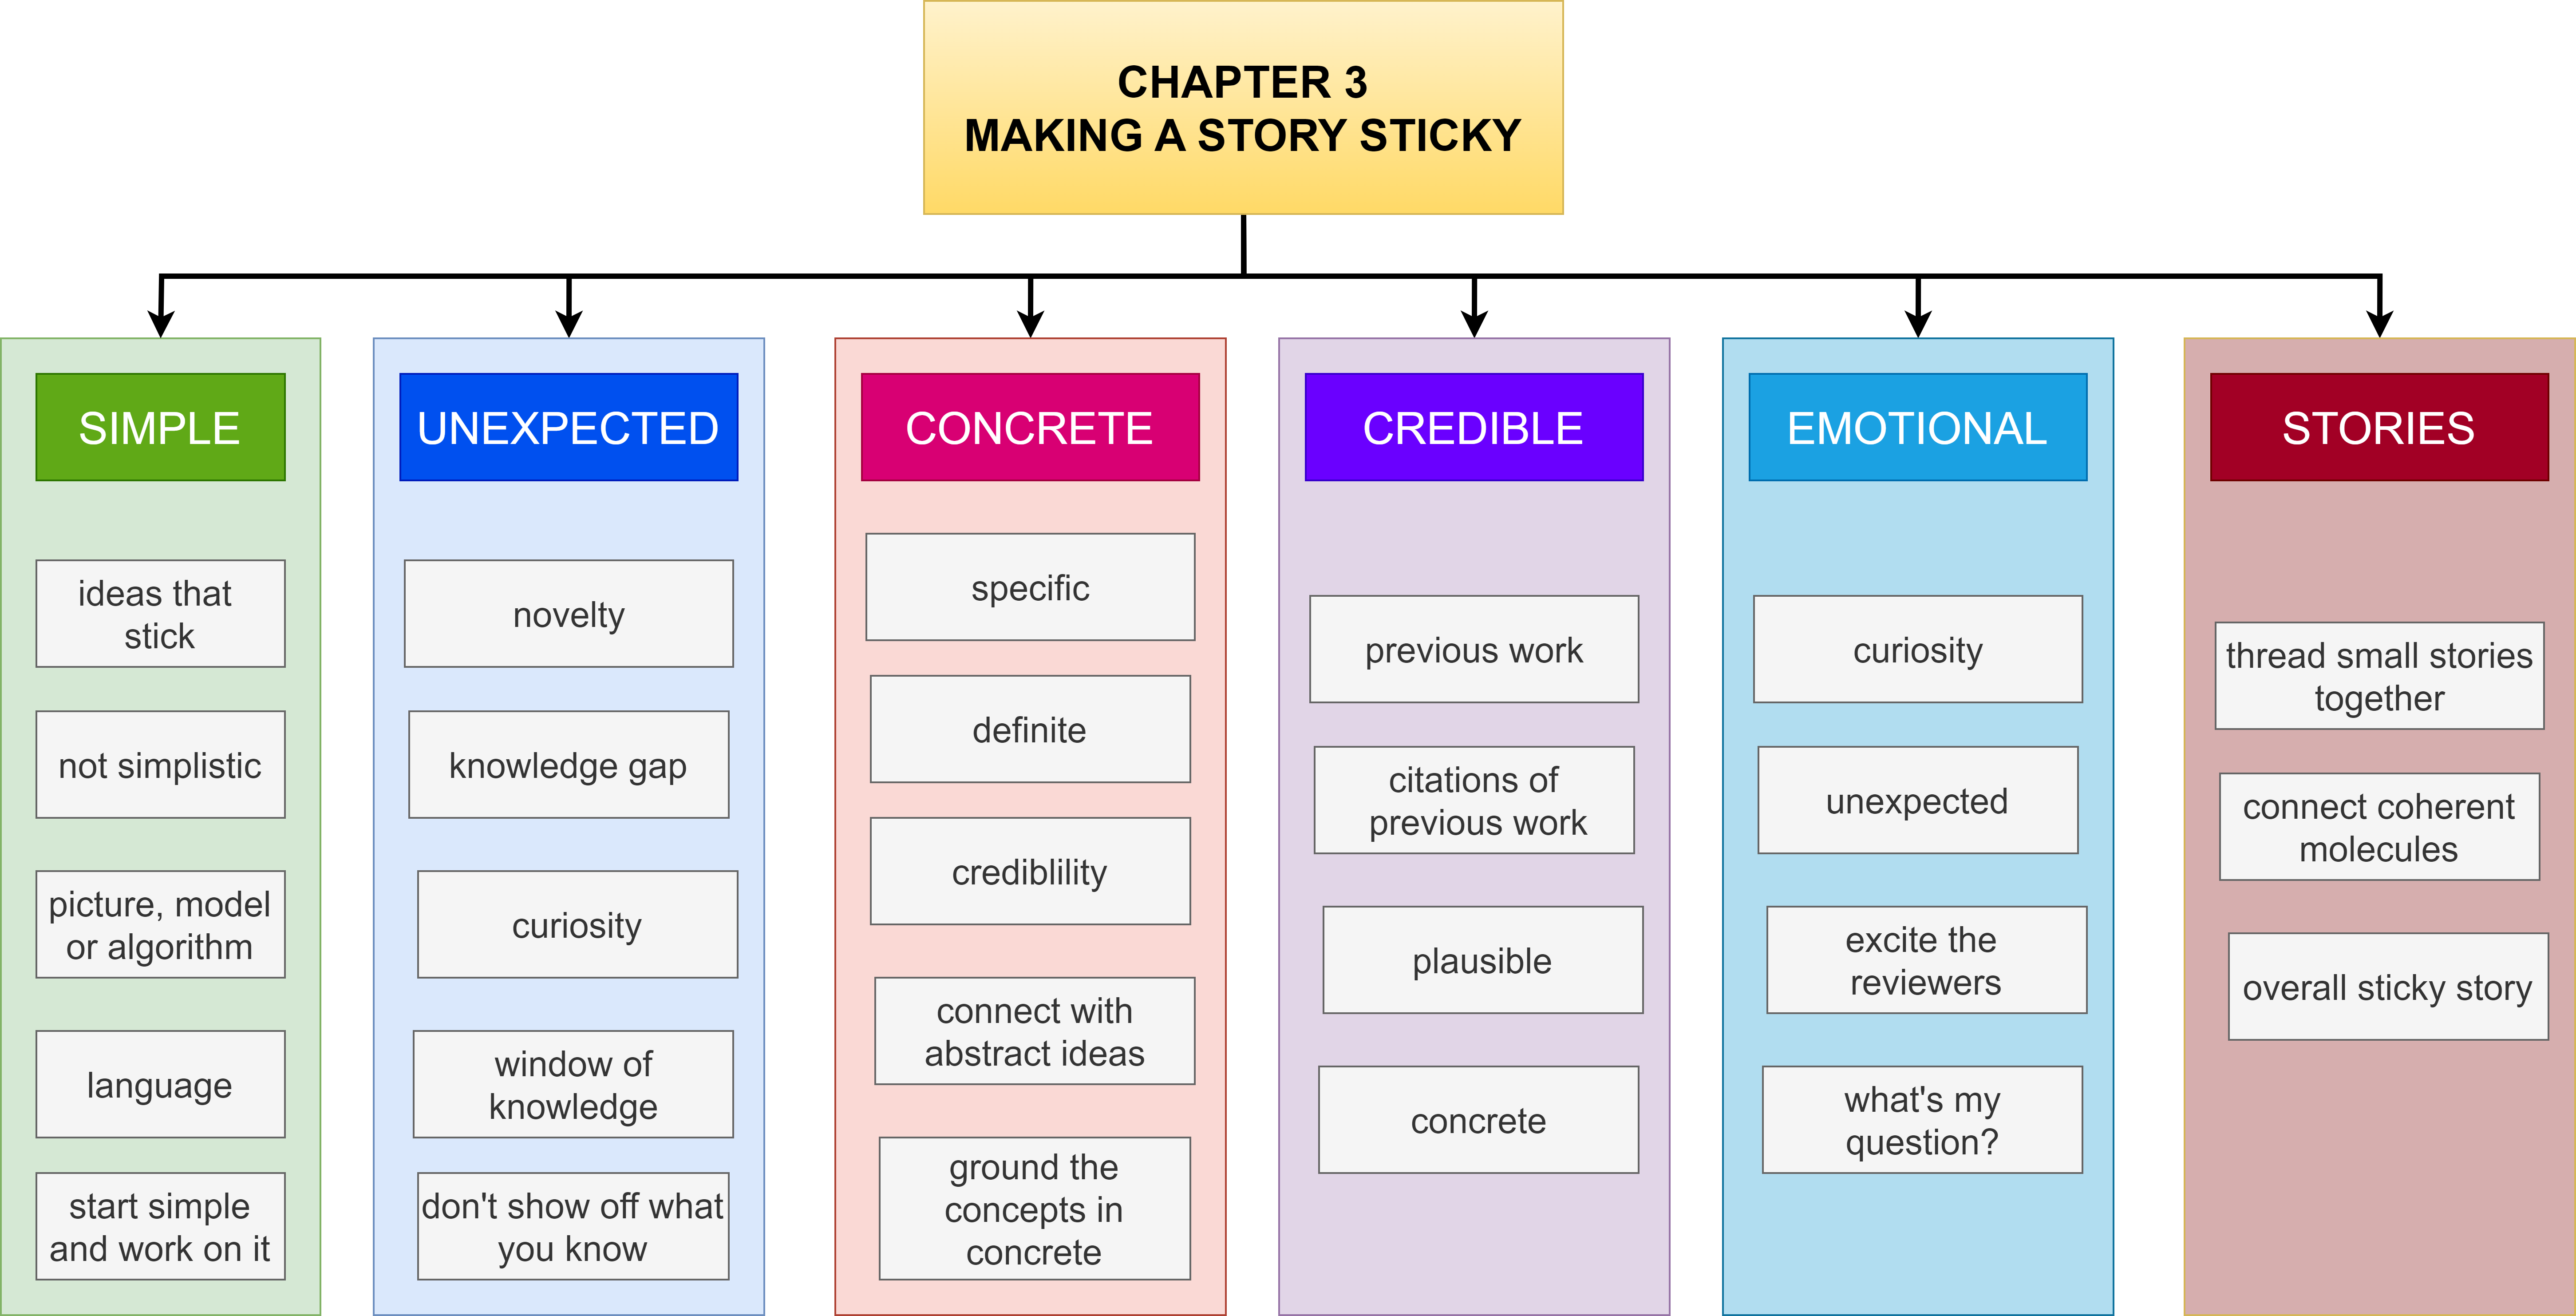 CHAPTER 3
MAKING A STORY STICKY
SIMPLE
ideas that
stick
not simplistic
picture, model
or algorithm
language
start simple
and work on it
UNEXPECTED
novelty
knowledge gap
curiosity
window of
knowledge
don't show off what
you know
CONCRETE
specific
definite
crediblility
connect with
abstract ideas
ground the
concepts in
concrete
CREDIBLE
previous work
citations of
previous work
plausible
concrete
EMOTIONAL
curiosity
unexpected
excite the
reviewers
what's my
question?
STORIES
thread small stories
together
connect coherent
molecules
overall sticky story